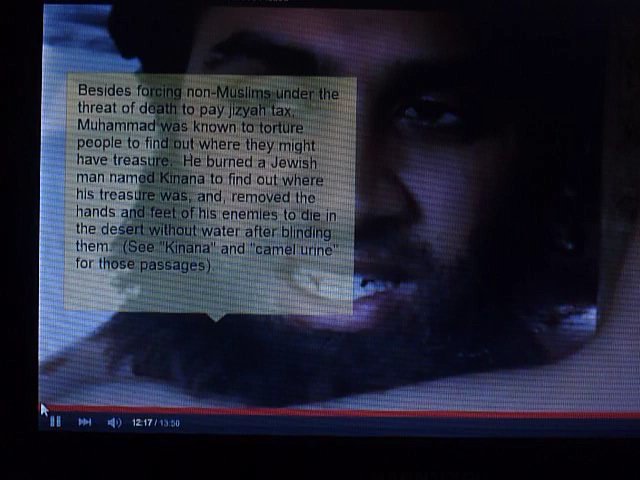 Besides forcing non-Muslims under the
threat of death to pay jizyah tax,
Muhammad was known to torture
people to find out where they might
have treasure. He burned a Jewish
man named Kinana to find out where
his treasure was, and, removed the
hands and feet of his enemies to die in
the desert without water after blinding
them. (See "Kinana" and "camel urine"
for those passages)
12:17 / 13:50